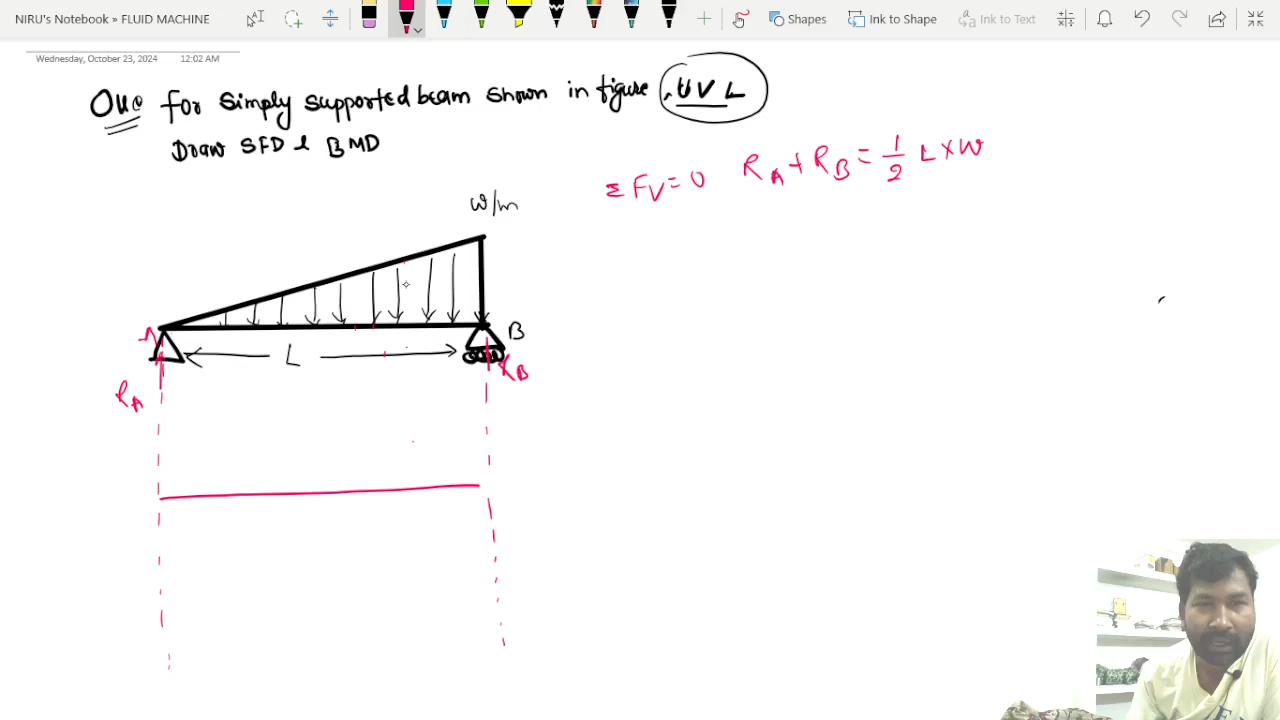 NIRU's Notebook » FLUID MACHINE
Shapes
Ink to Shape
Ink to Text
Wednesday, October 23, 2024 12:02 AM
Que for simply supported beam shown in figure, UVL
Draw SFD & BMD
ΣFV=0 RA+RB=1/2 L×W
W/m
B
L
RB
RA